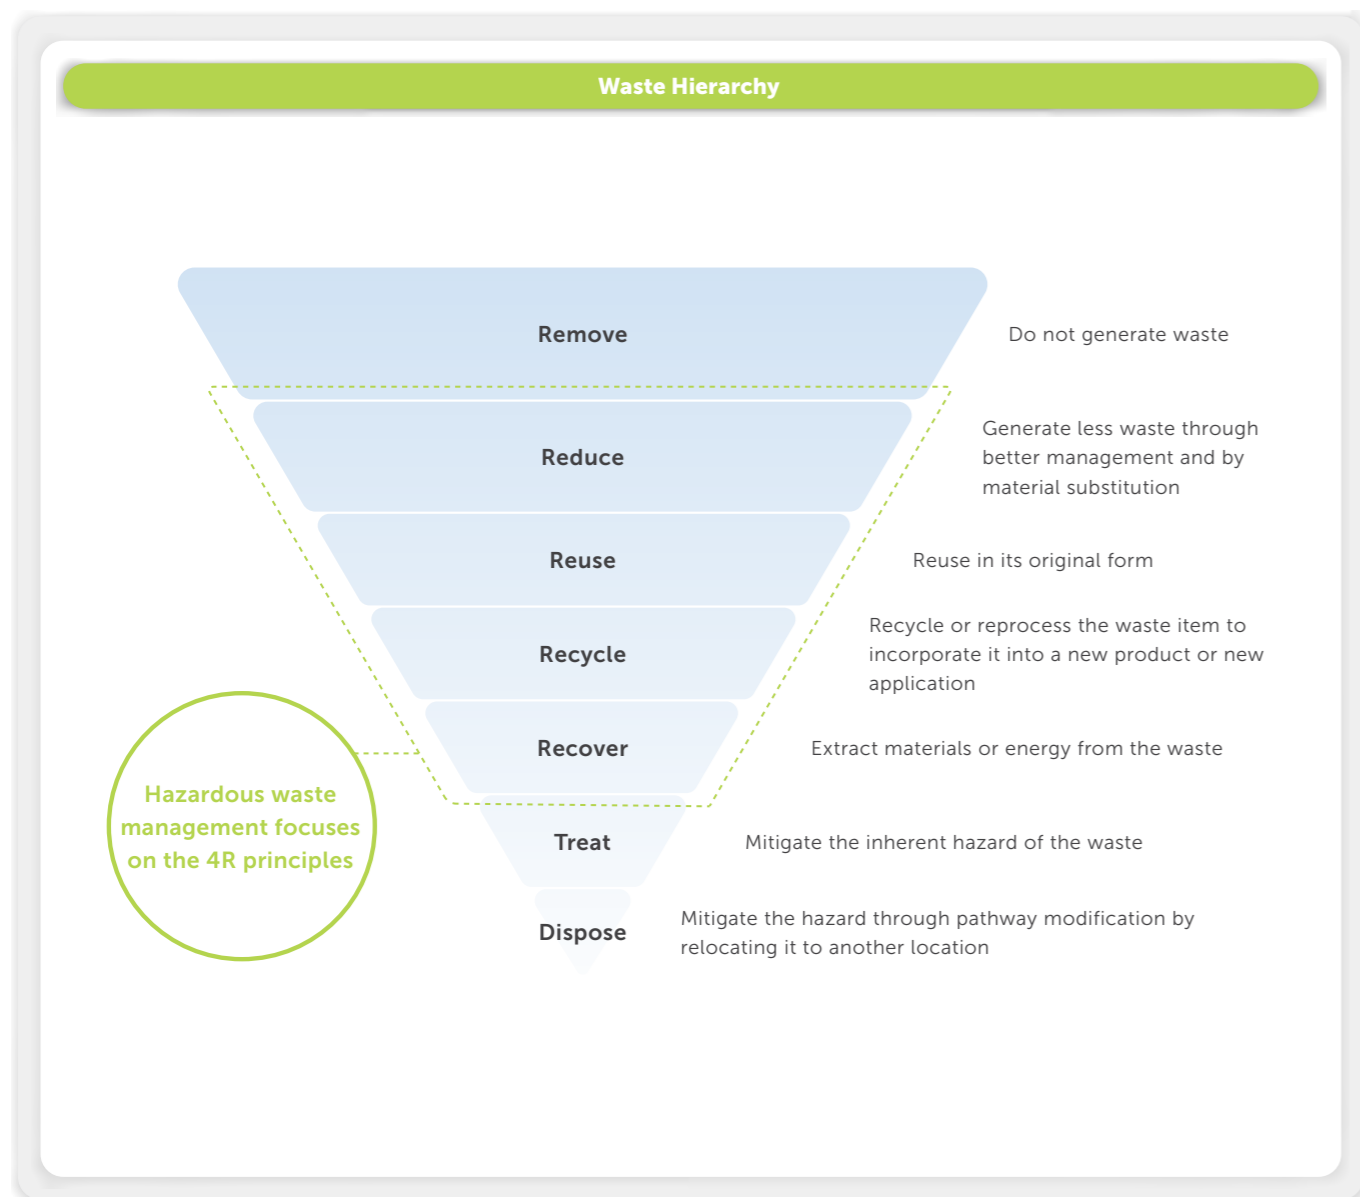 Waste Hierarchy
Remove
Do not generate waste
Reduce
Generate less waste through
better management and by
material substitution
Reuse
Reuse in its original form
Recycle
Recycle or reprocess the waste item to
incorporate it into a new product or new
application
Recover
Extract materials or energy from the waste
Hazardous waste
management focuses
on the 4R principles
Treat
Mitigate the inherent hazard of the waste
Dispose
Mitigate the hazard through pathway modification by
relocating it to another location